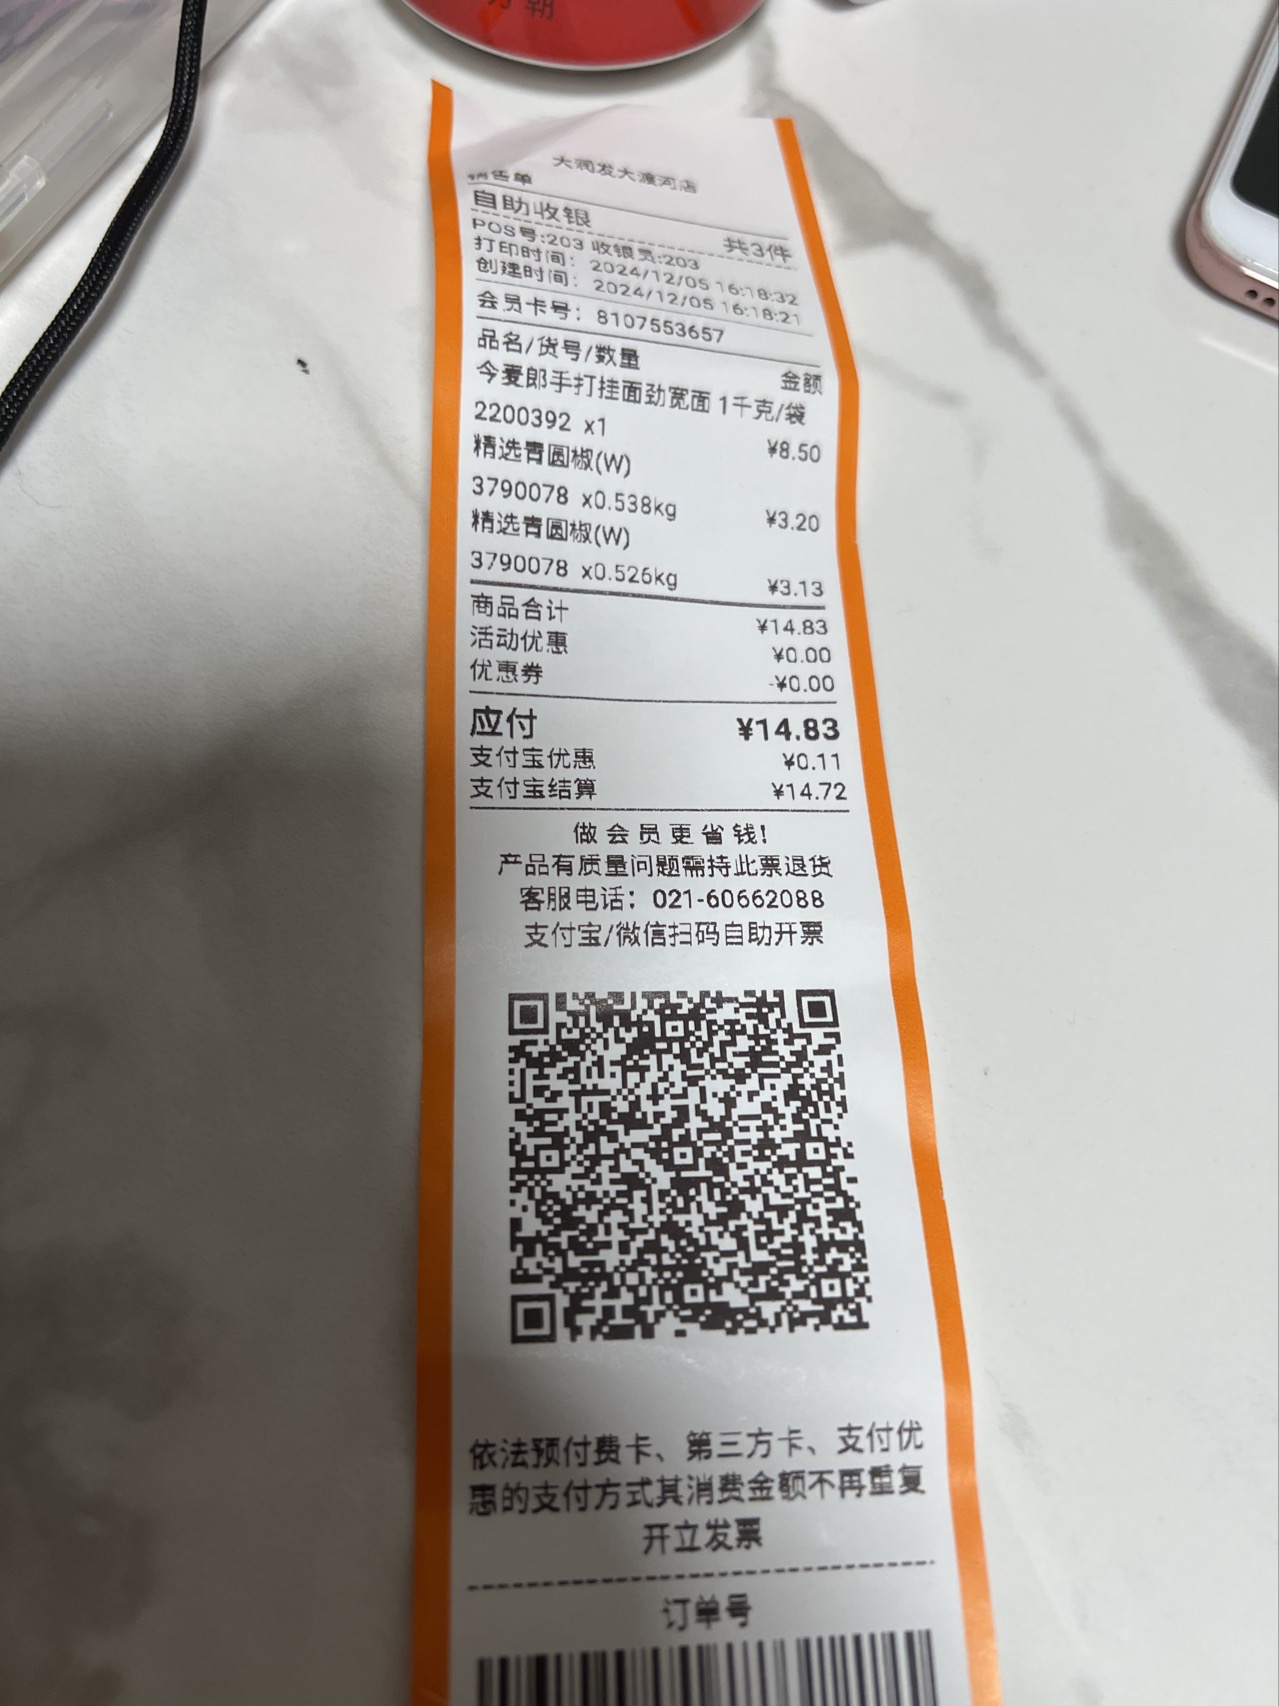 大润发大渡河店
销售单
自助收银 共3件
POS号:203 收银员:203
打印时间: 2024/12/05 16:18:32
创建时间: 2024/12/05 16:18:21
会员卡号: 8107553657
品名/货号/数量 金额
今麦郎手打挂面劲宽面 1千克/袋
2200392 x1 ¥8.50
精选青圆椒(W)
3790078 x0.538kg ¥3.20
精选青圆椒(W)
3790078 x0.526kg ¥3.13
商品合计 ¥14.83
活动优惠 ¥0.00
优惠券 -¥0.00
应付 ¥14.83
支付宝优惠 ¥0.11
支付宝结算 ¥14.72
做会员更省钱!
产品有质量问题需持此票退货
客服电话: 021-60662088
支付宝/微信扫码自助开票
依法预付费卡、第三方卡、支付优
惠的支付方式其消费金额不再重复
开立发票
订单号